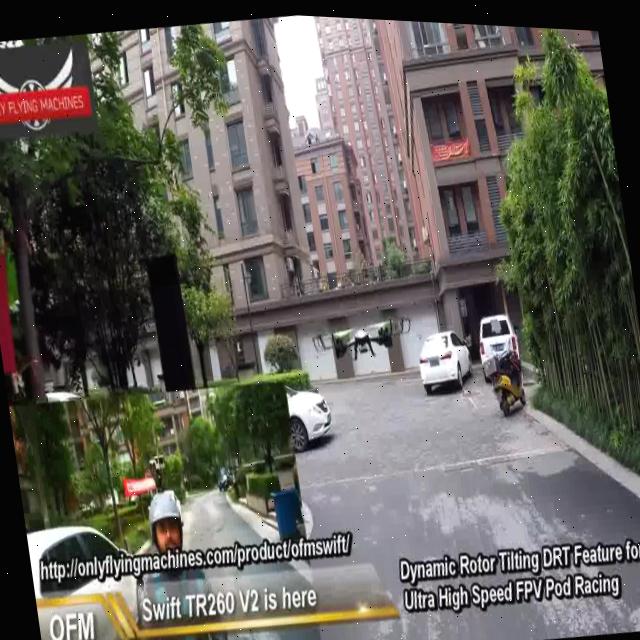 FLYING MACHINES
http://onlyflyingmachines.com/product/ofmswift/
Dynamic Rotor Tilting DRT Feature
Ultra High Speed FPV Pod Racing
Swift TR260 V2 is here
OFM